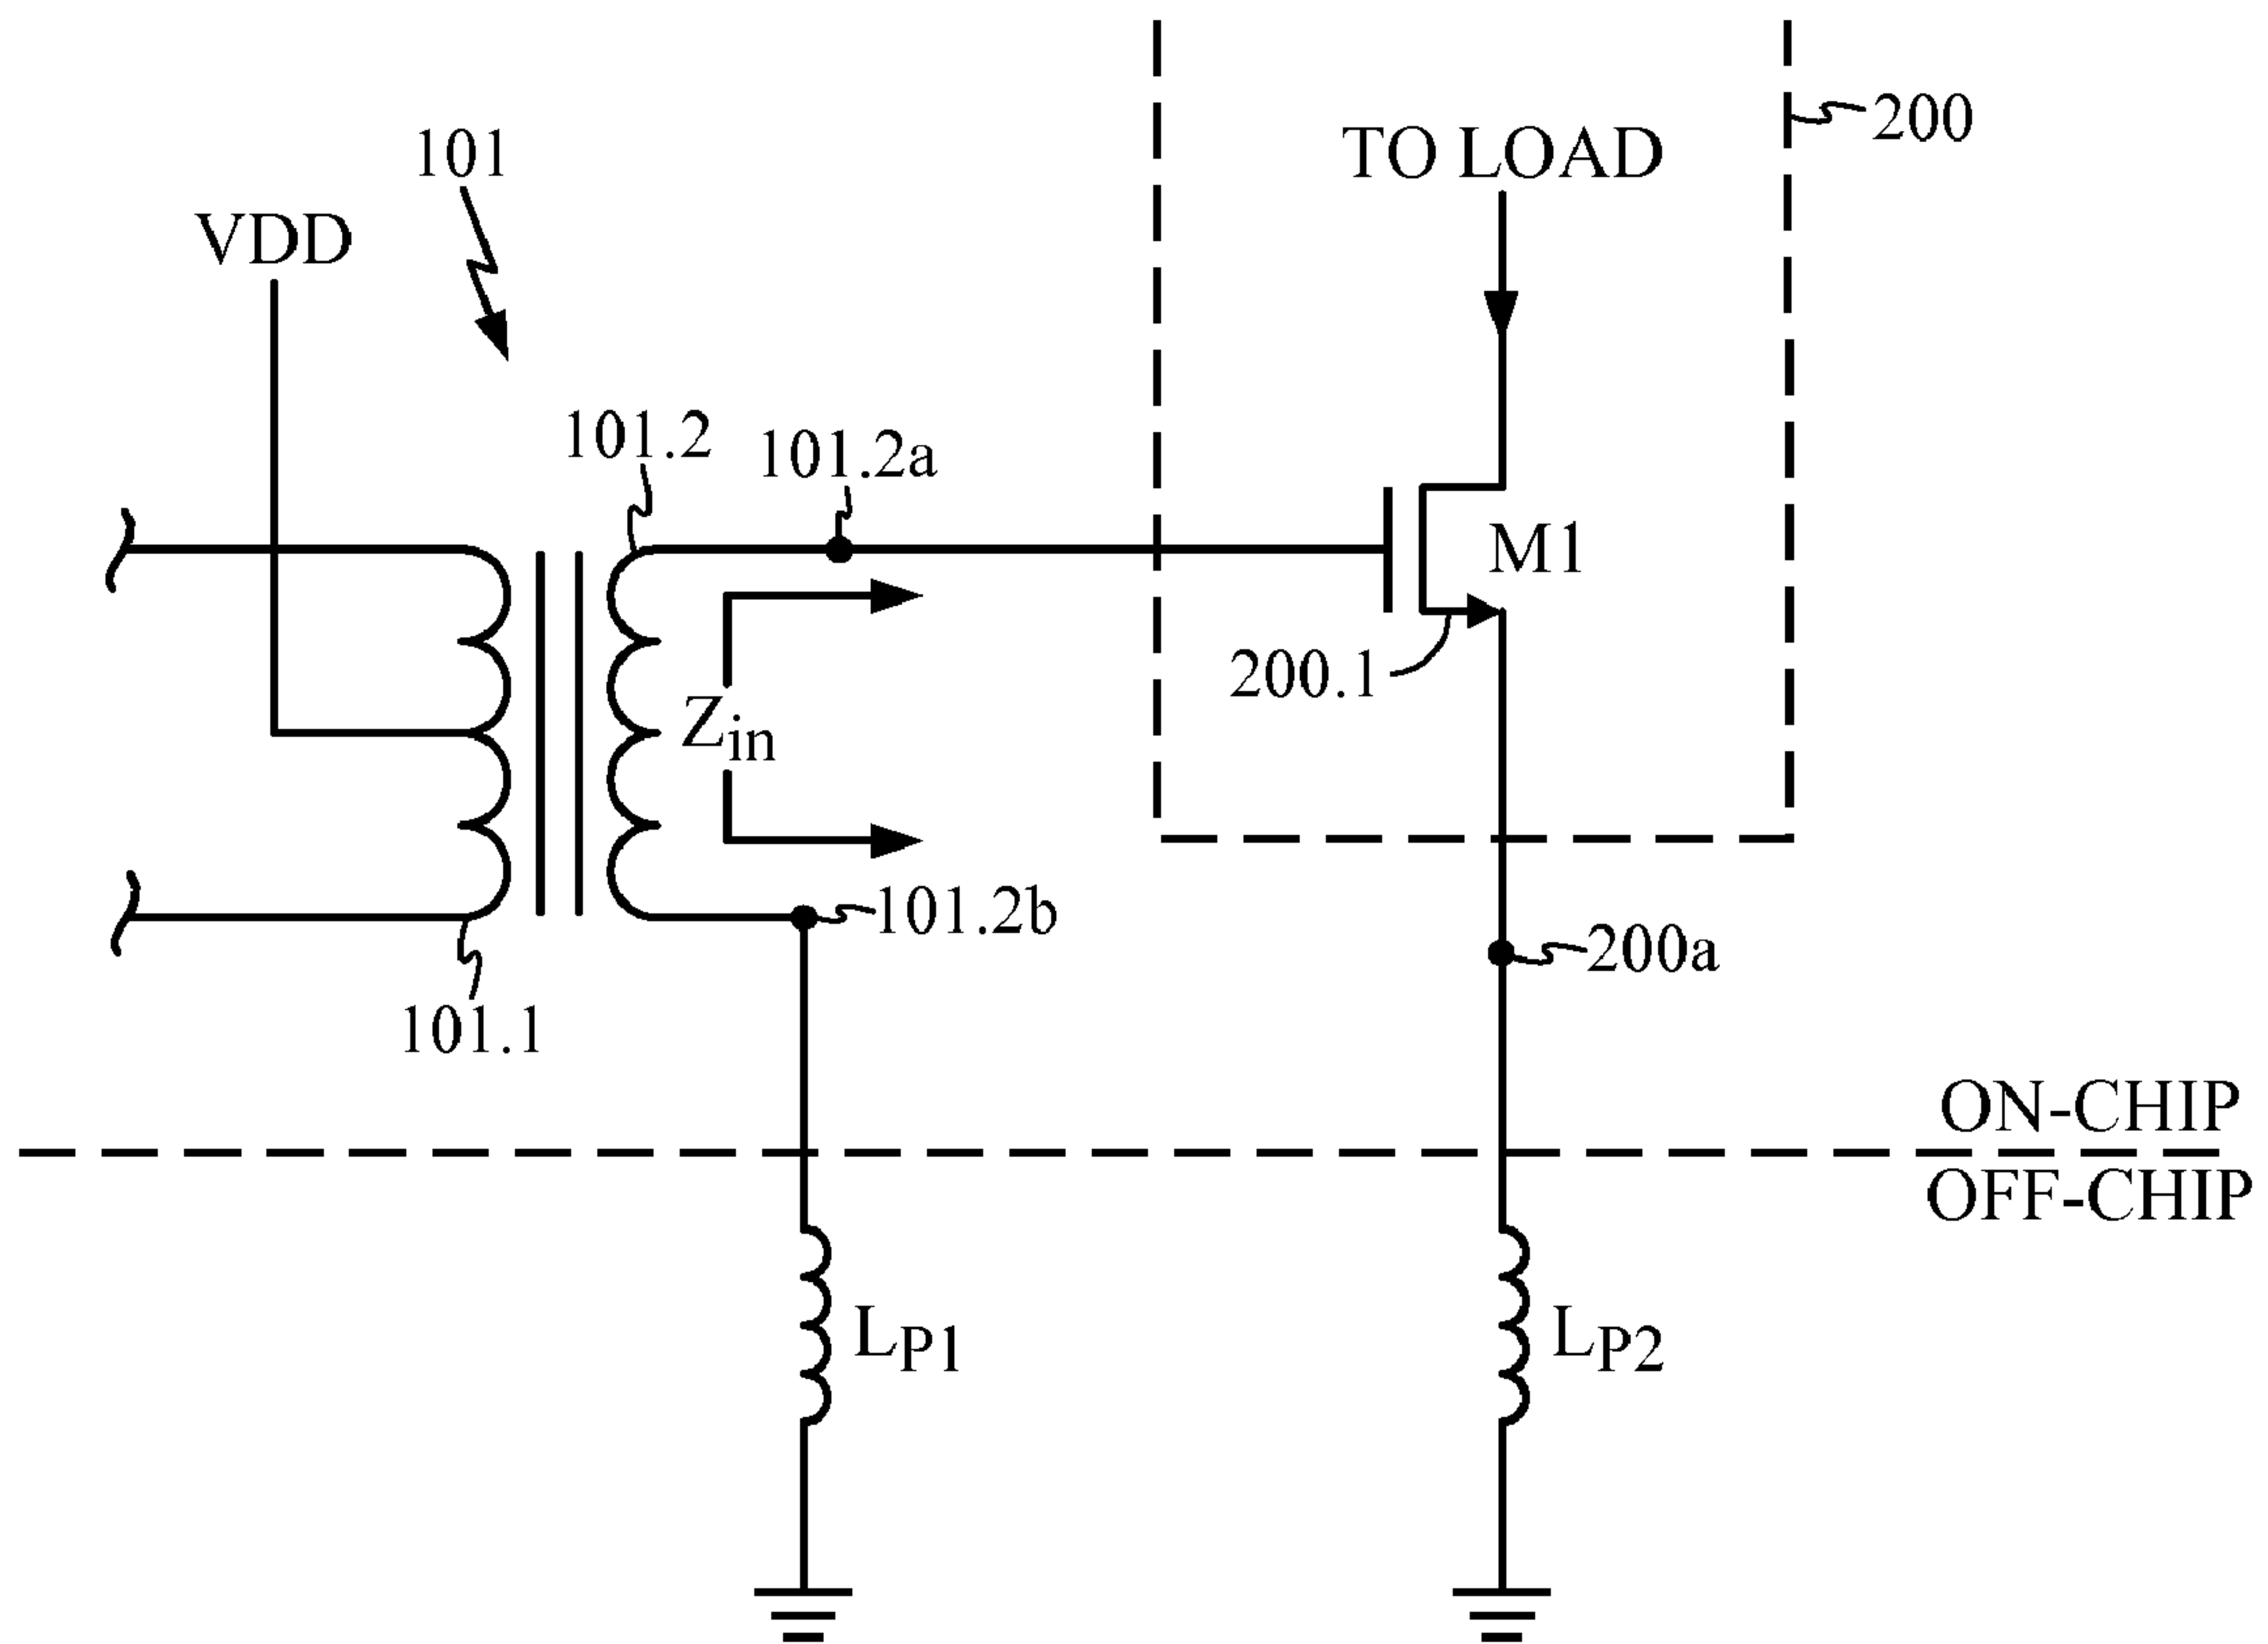 200
TO LOAD
101
VDD
101.2
101.2a
M1
200.1
Zin
101.2b
200a
101.1
ON-CHIP
OFF-CHIP
LP1
LP2